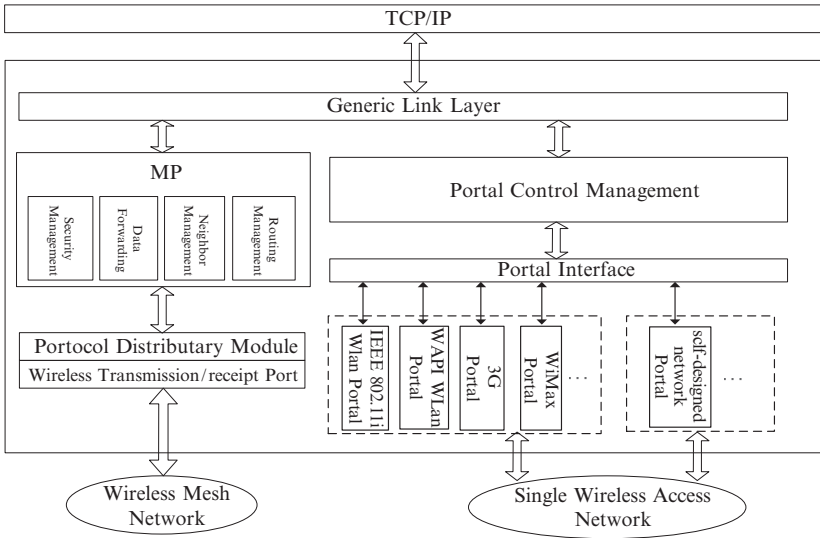 TCP/IP
Generic Link Layer
MP
Security
Management
Data
Forwarding
Neighbor
Management
Routing
Management
Portal Control Management
Portal Interface
Portocol Distributary Module
Wireless Transmission/receipt Port
IEEE 802.11i
Wlan Portal
WAPI WLan
Portal
3G
Portal
WiMax
Portal
...
self-designed
network
Portal
...
Wireless Mesh
Network
Single Wireless Access
Network